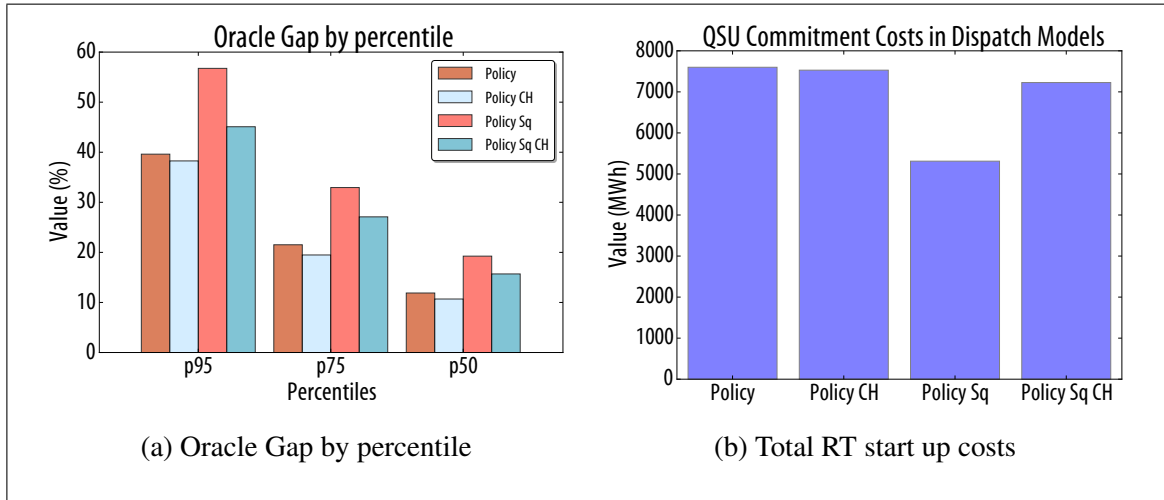 Oracle Gap by percentile
60
50
40
30
20
10
0
Value (%)
Policy
Policy CH
Policy Sq
Policy Sq CH
p95 p75 p50
Percentiles
(a) Oracle Gap by percentile
QSU Commitment Costs in Dispatch Models
8000
7000
6000
5000
4000
3000
2000
1000
0
Value (MWh)
Policy Policy CH Policy Sq Policy Sq CH
(b) Total RT start up costs